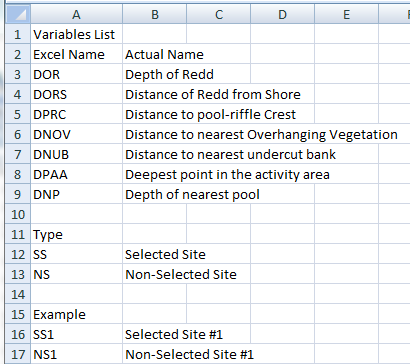 A B C D E
1 Variables List
2 Excel Name Actual Name
3 DOR Depth of Redd
4 DORS Distance of Redd from Shore
5 DPRC Distance to pool-riffle Crest
6 DNOV Distance to nearest Overhanging Vegetation
7 DNUB Distance to nearest undercut bank
8 DPAA Deepest point in the activity area
9 DNP Depth of nearest pool
10
11 Type
12 SS Selected Site
13 NS Non-Selected Site
14
15 Example
16 SS1 Selected Site #1
17 NS1 Non-Selected Site #1